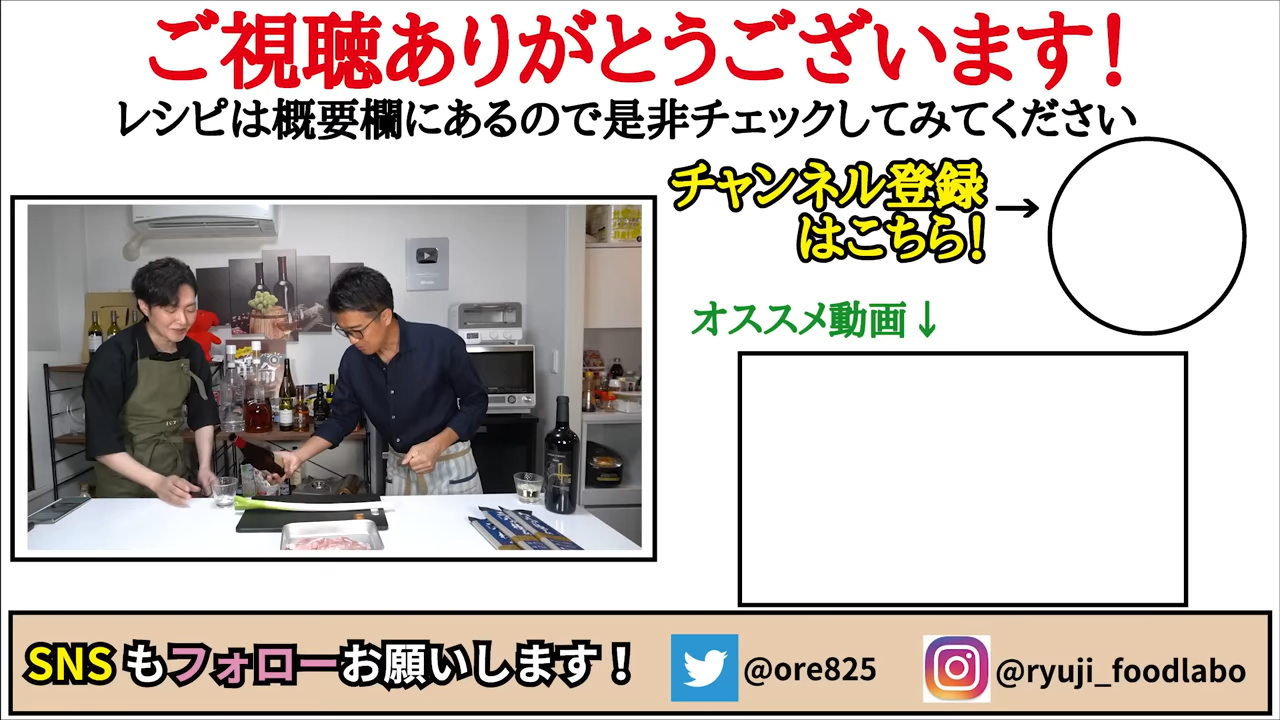 ご視聴ありがとうございます!
レシピは概要欄にあるので是非チェックしてみてください
チャンネル登録
はこちら!
→
オススメ動画↓
SNSもフォローお願いします！
@ore825
@ryuji_foodlabo